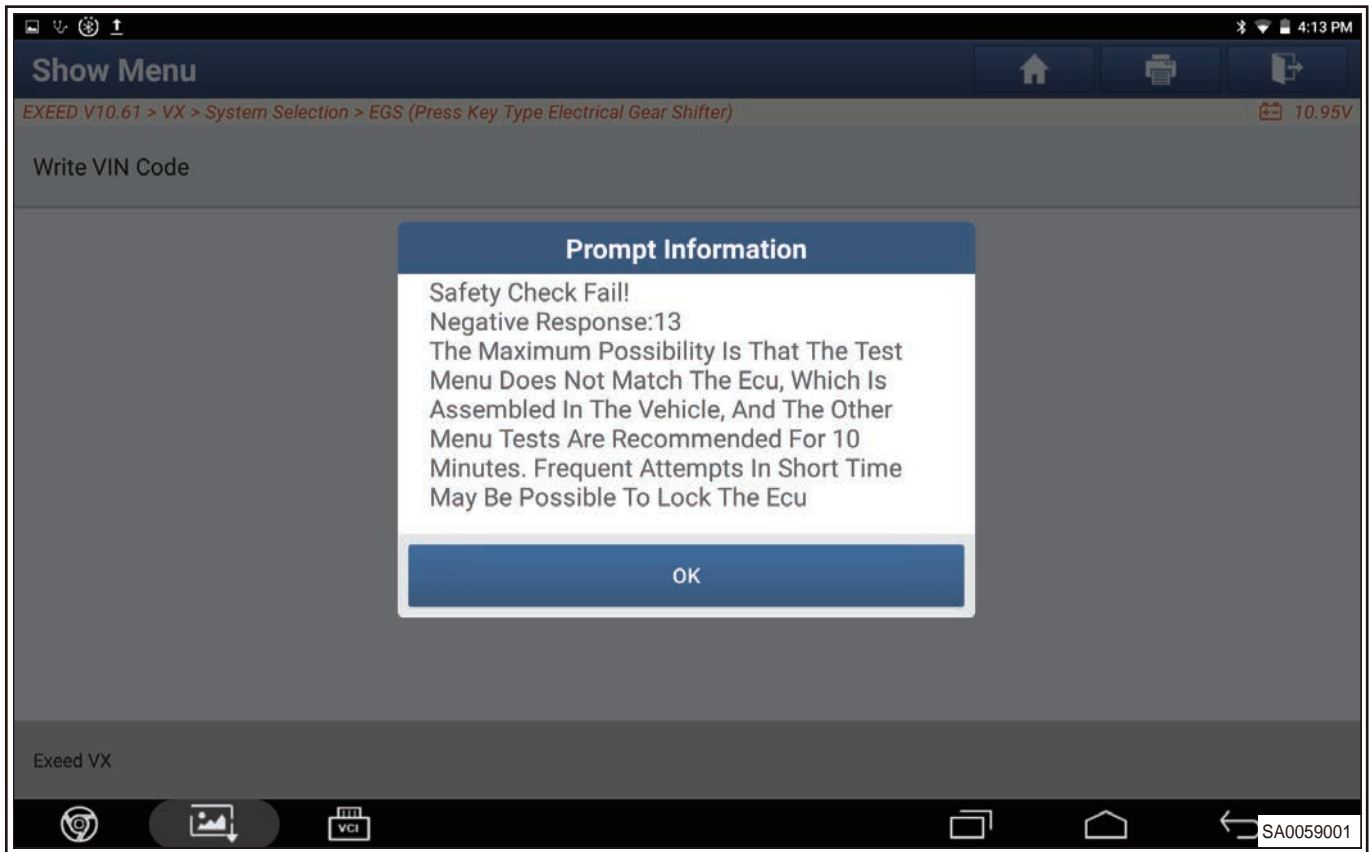 4:13 PM
Show Menu
EXEED V10.61 > VX > System Selection > EGS (Press Key Type Electrical Gear Shifter)
10.95V
Write VIN Code
Prompt Information
Safety Check Fail!
Negative Response:13
The Maximum Possibility Is That The Test
Menu Does Not Match The Ecu, Which Is
Assembled In The Vehicle, And The Other
Menu Tests Are Recommended For 10
Minutes. Frequent Attempts In Short Time
May Be Possible To Lock The Ecu
OK
Exeed VX
VCI
SA0059001